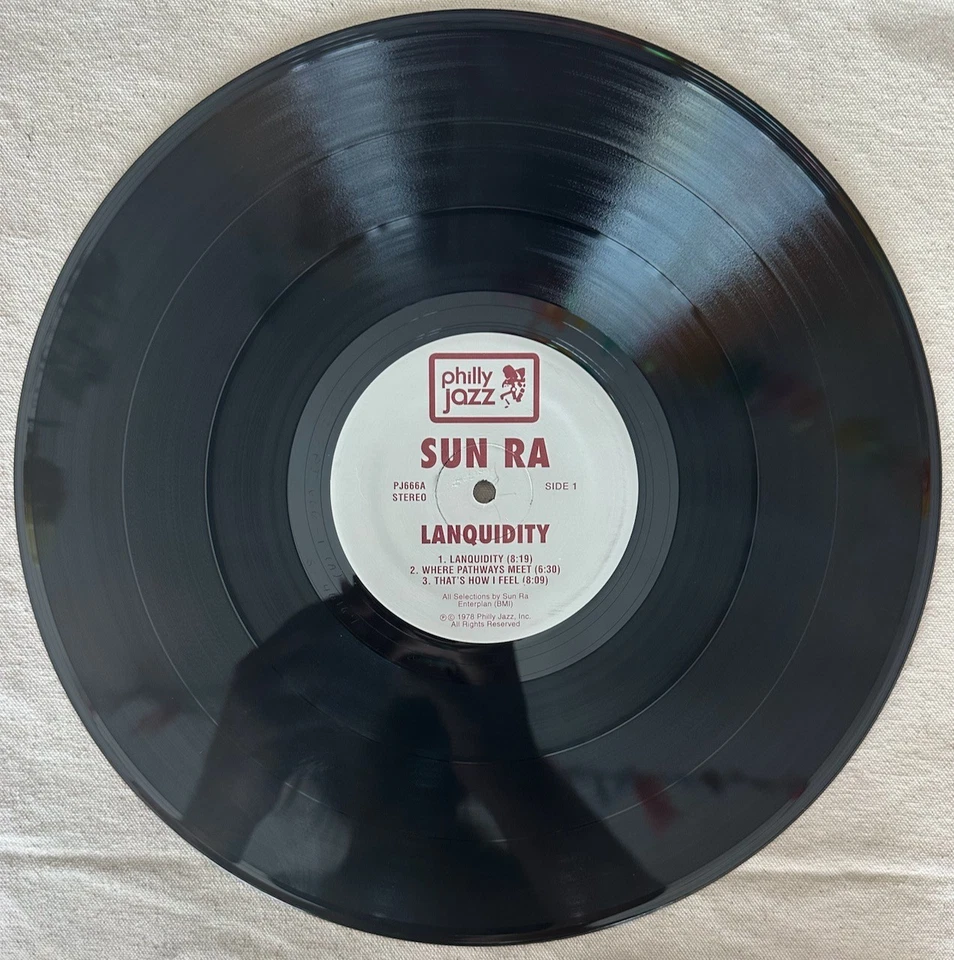 philly
jazz
SUN RA
PJ666A
STEREO
SIDE 1
LANQUIDITY
1. LANQUIDITY (8:19)
2. WHERE PATHWAYS MEET (6:30)
3. THAT'S HOW I FEEL (8:09)
All Selections by Sun Ra
Enterplan (BMI)
℗ © 1978 Philly Jazz, Inc.
All Rights Reserved